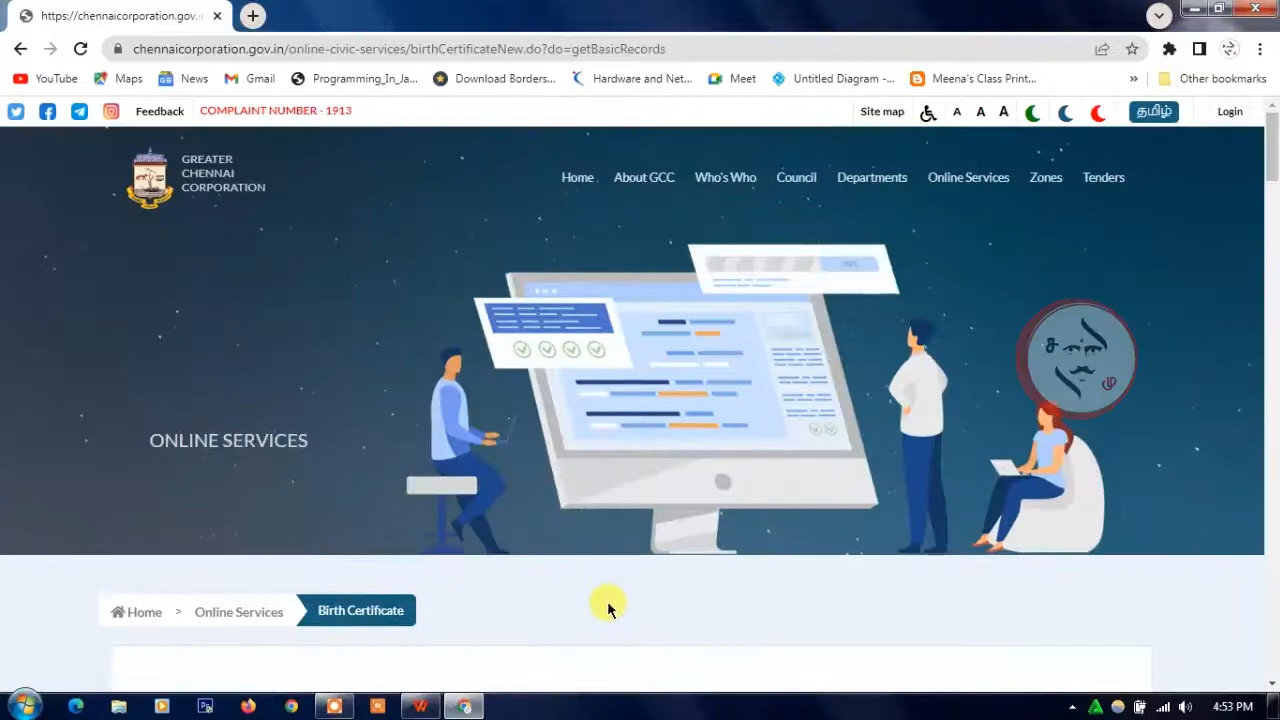 https://chennaicorporation.gov.
chennaicorporation.gov.in/online-civic-services/birthCertificateNew.do?do=getBasicRecords
YouTube Maps News Gmail Programming_In_Ja... Download Borders... Hardware and Net... Meet Untitled Diagram -... Meena's Class Print... » Other bookmarks
Feedback COMPLAINT NUMBER - 1913 Site map A A A தமிழ் Login
GREATER
CHENNAI
CORPORATION
Home About GCC Who's Who Council Departments Online Services Zones Tenders
ONLINE SERVICES
Home > Online Services Birth Certificate
4:53 PM